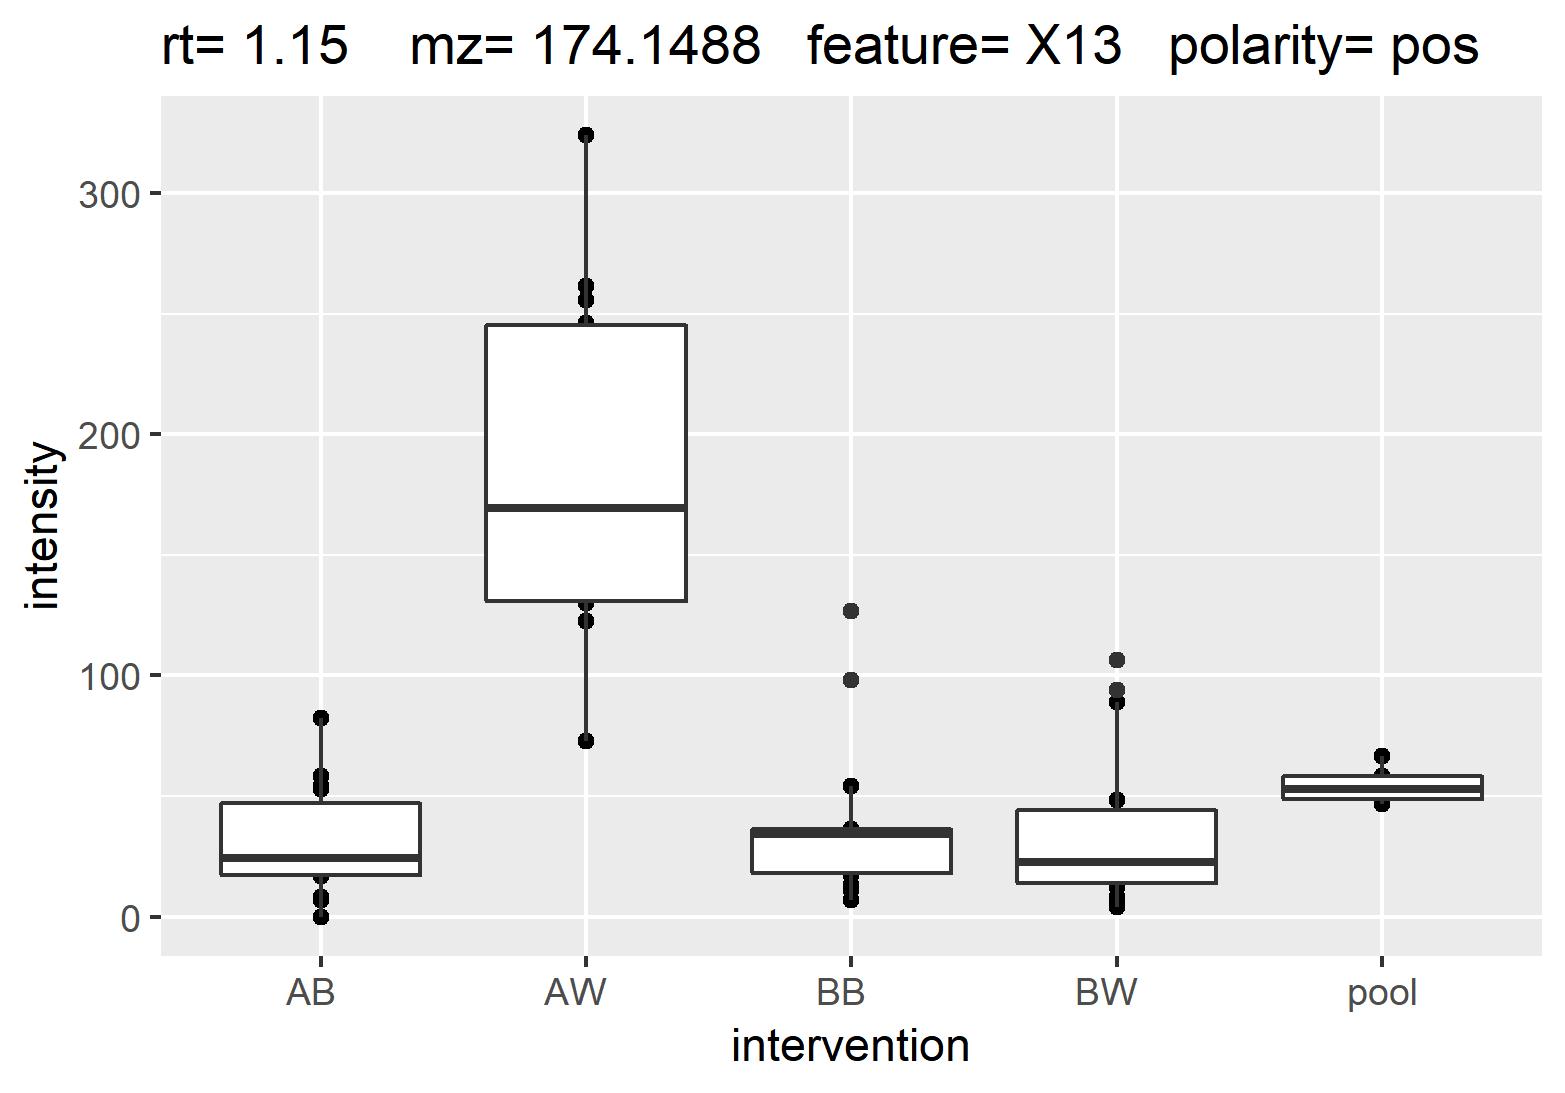 rt= 1.15 mz= 174.1488 feature= X13 polarity= pos
intensity
300
200
100
0
AB AW BB BW pool
intervention